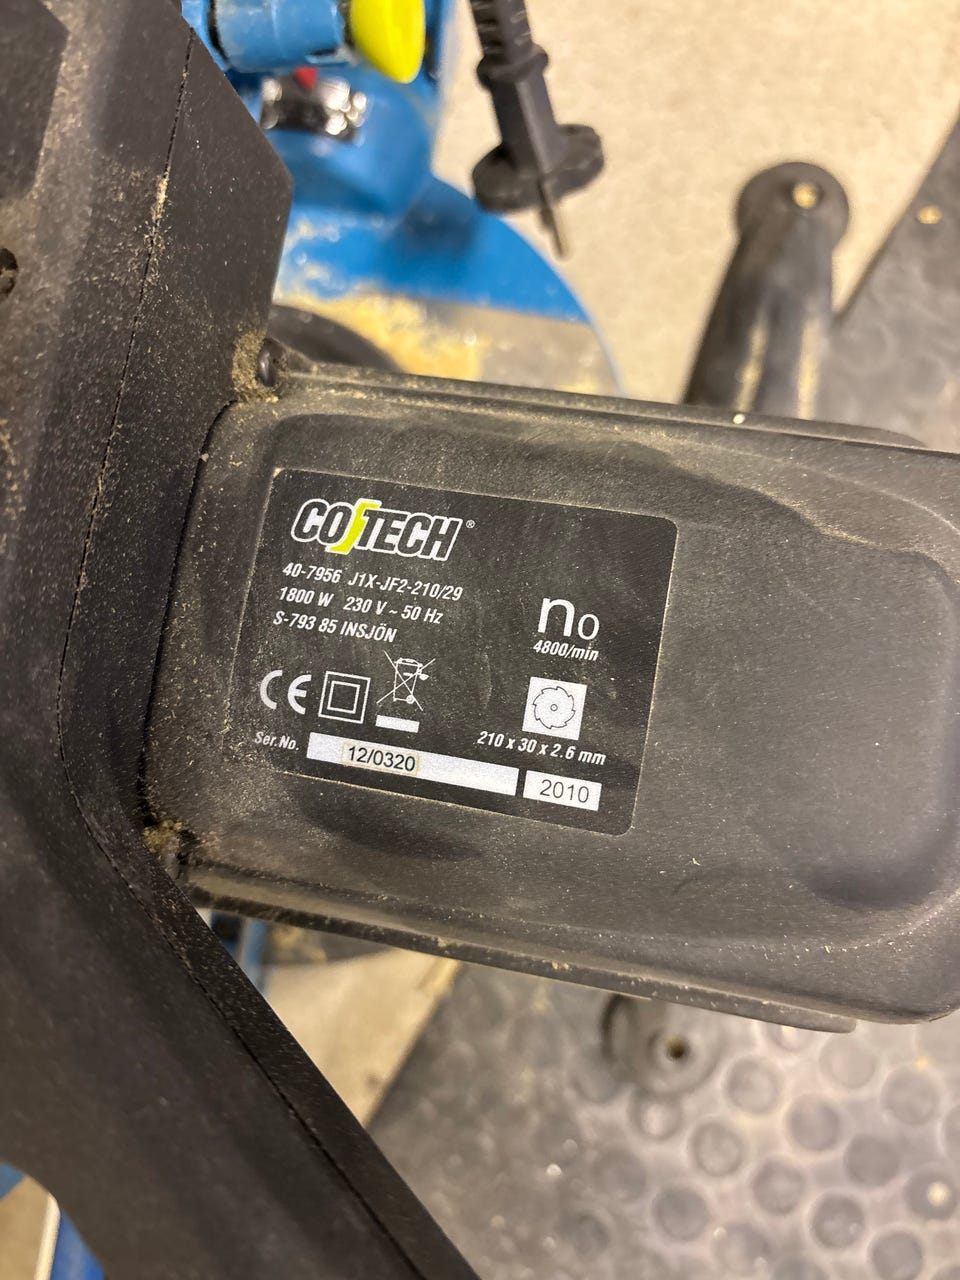 COTECH®
40-7956 J1X-JF2-210/29
1800 W 230 V ~ 50 Hz
S-793 85 INSJÖN
n0
4800/min
CE
210 x 30 x 2.6 mm
Ser.No. 12/0320 2010